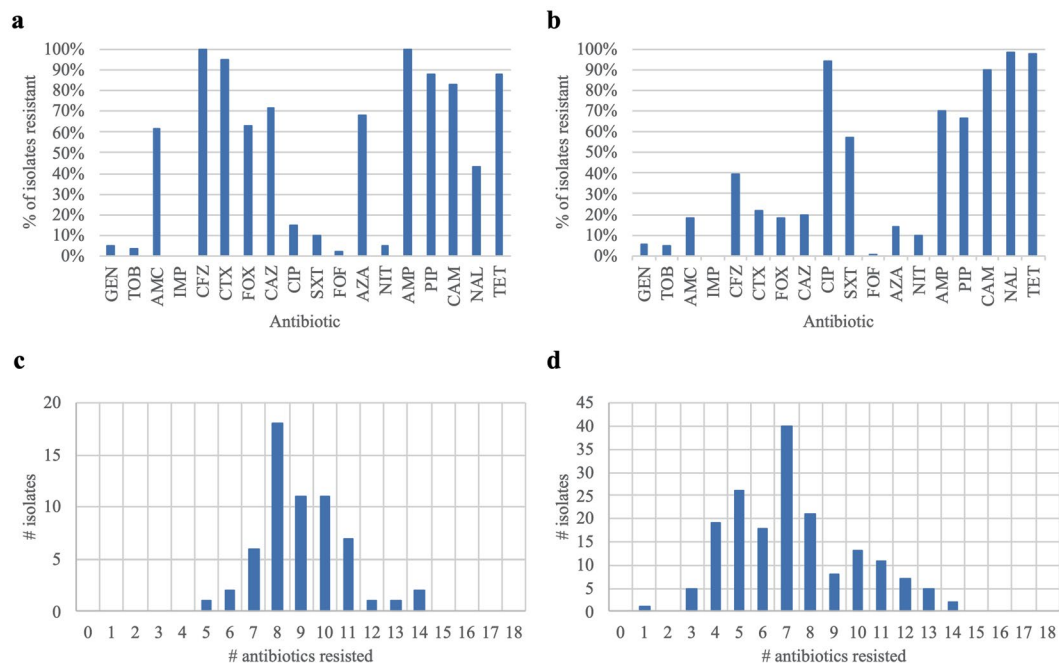 a
100%
90%
80%
70%
60%
50%
40%
30%
20%
10%
0%
% of isolates resistant
GEN TOB AMC IMP CFZ CTX FOX CAZ CIP SXT FOF AZA NIT AMP PIP CAM NAL TET
Antibiotic
b
100%
90%
80%
70%
60%
50%
40%
30%
20%
10%
0%
% of isolates resistant
GEN TOB AMC IMP CFZ CTX FOX CAZ CIP SXT FOF AZA NIT AMP PIP CAM NAL TET
Antibiotic
c
20
15
10
5
0
# isolates
0 1 2 3 4 5 6 7 8 9 10 11 12 13 14 15 16 17 18
# antibiotics resisted
d
45
40
35
30
25
20
15
10
5
0
# isolates
0 1 2 3 4 5 6 7 8 9 10 11 12 13 14 15 16 17 18
# antibiotics resisted